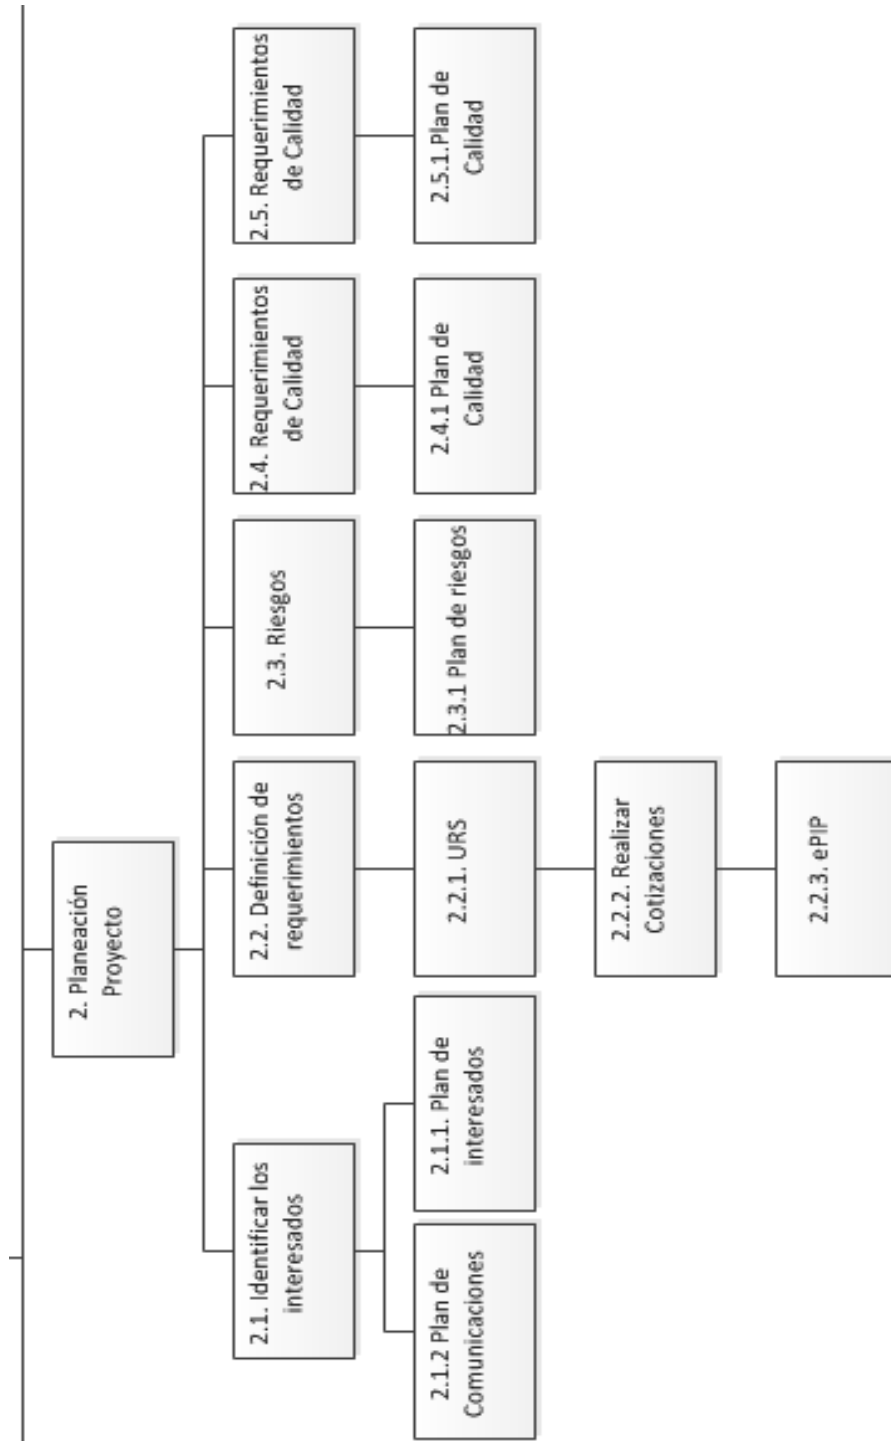 2. Planeación
Proyecto
2.1. Identificar los
interesados
2.1.2 Plan de
Comunicaciones
2.1.1. Plan de
interesados
2.2. Definición de
requerimientos
2.2.1. URS
2.2.2. Realizar
Cotizaciones
2.2.3. ePIP
2.3. Riesgos
2.3.1 Plan de riesgos
2.4. Requerimientos
de Calidad
2.4.1 Plan de
Calidad
2.5. Requerimientos
de Calidad
2.5.1.Plan de
Calidad